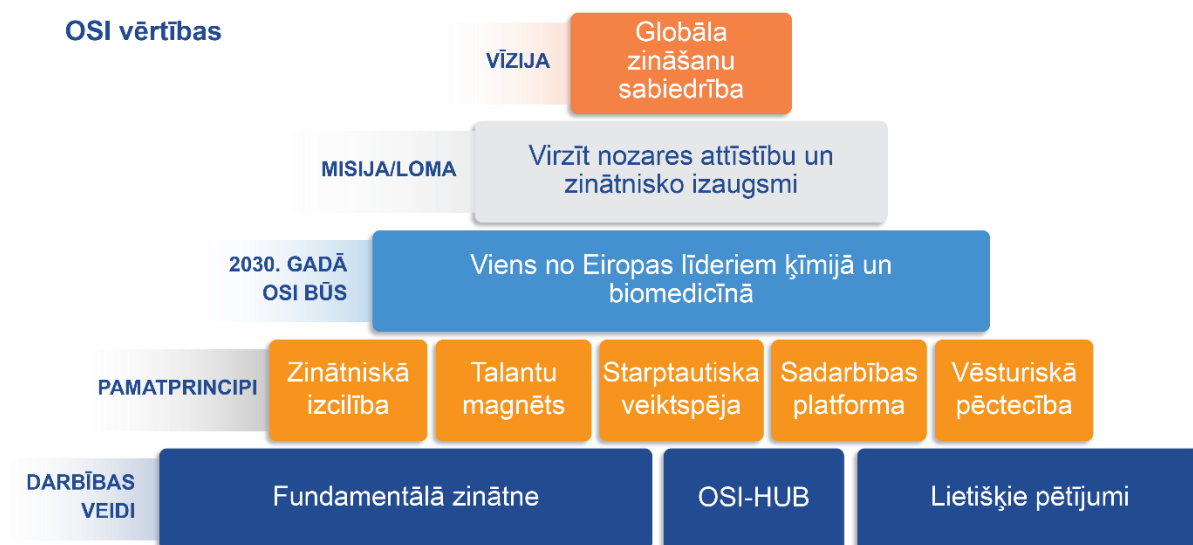 OSI vērtības
VĪZIJA
Globāla
zināšanu
sabiedrība
MISIJA/LOMA
Virzīt nozares attīstību un
zinātnisko izaugsmi
2030. GADĀ
OSI BŪS
Viens no Eiropas līderiem ķīmijā un
biomedicīnā
PAMATPRINCIPI
Zinātniskā
izcilība
Talantu
magnēts
Starptautiska
veiktspēja
Sadarbības
platforma
Vēsturiskā
pēctecība
DARBĪBAS
VEIDI
Fundamentālā zinātne
OSI-HUB
Lietišķie pētījumi